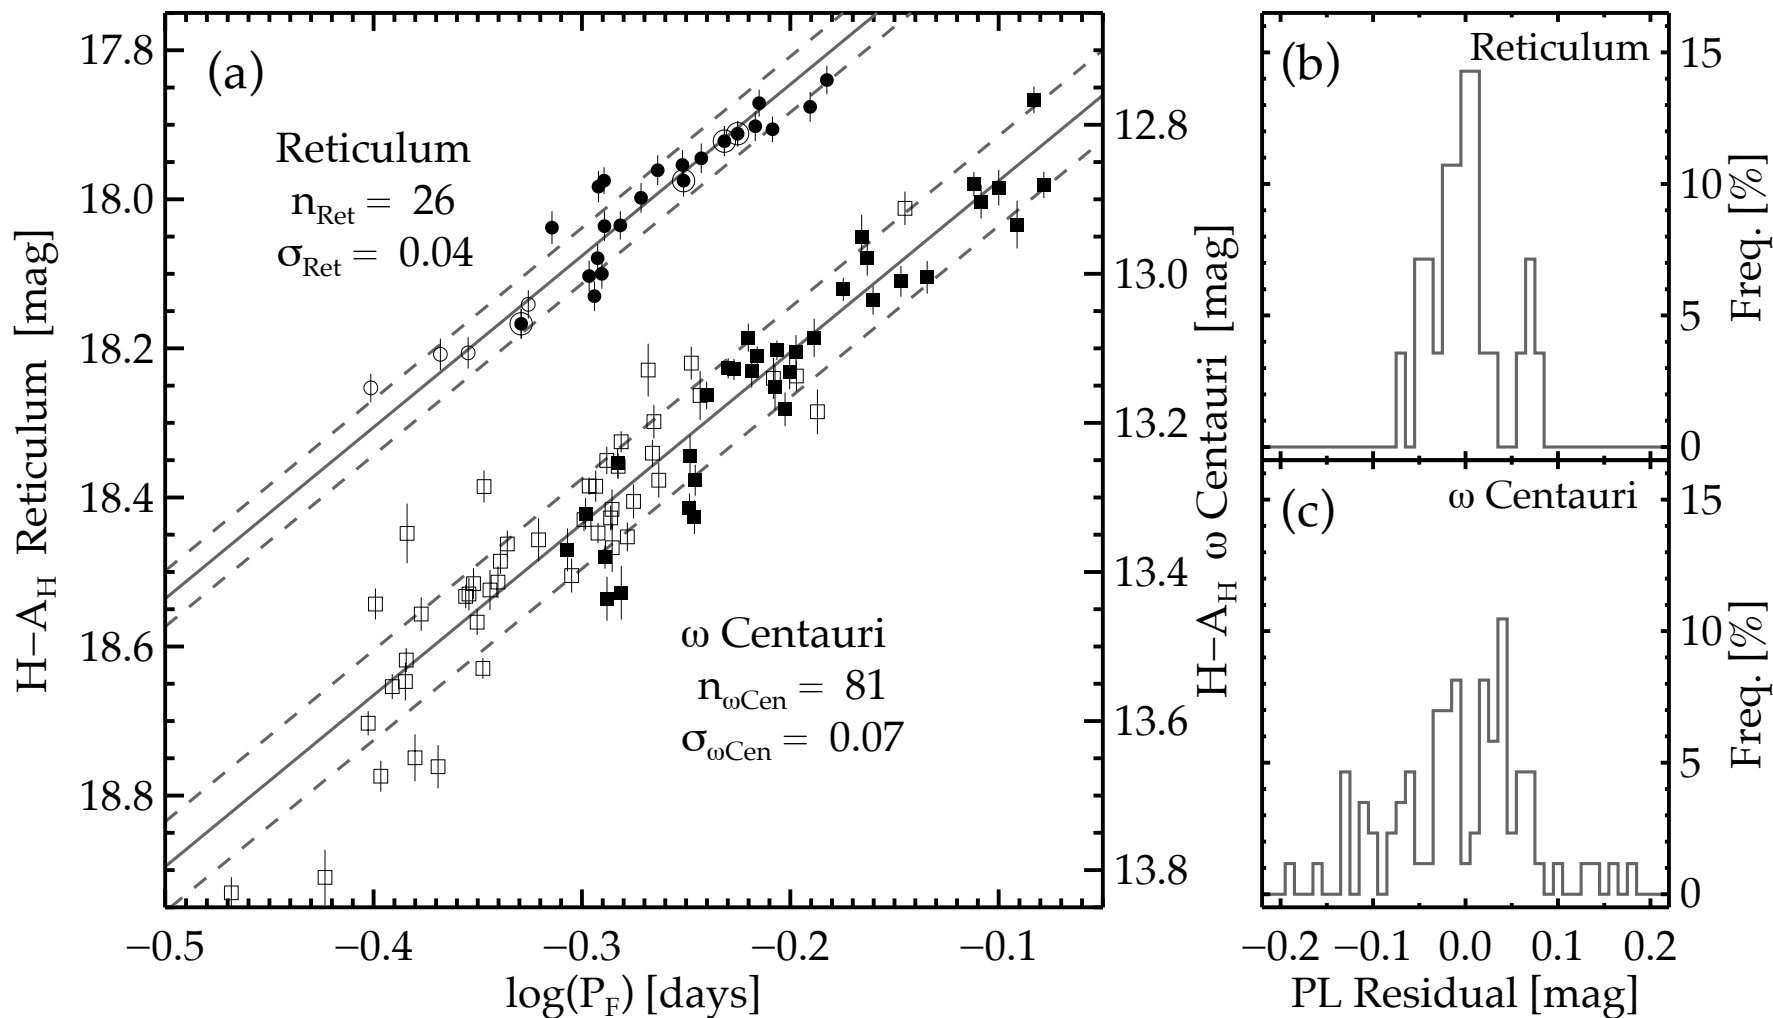 (a)
Reticulum
n_Ret = 26
σ_Ret = 0.04
ω Centauri
n_ωCen = 81
σ_ωCen = 0.07
H−A_H Reticulum [mag]
17.8
18.0
18.2
18.4
18.6
18.8
12.8
13.0
13.2
13.4
13.6
13.8
H−A_H ω Centauri [mag]
−0.5 −0.4 −0.3 −0.2 −0.1
log(P_F) [days]
(b)
Reticulum
15
10
5
0
Freq. [%]
(c)
ω Centauri
15
10
5
0
Freq. [%]
−0.2 −0.1 0.0 0.1 0.2
PL Residual [mag]